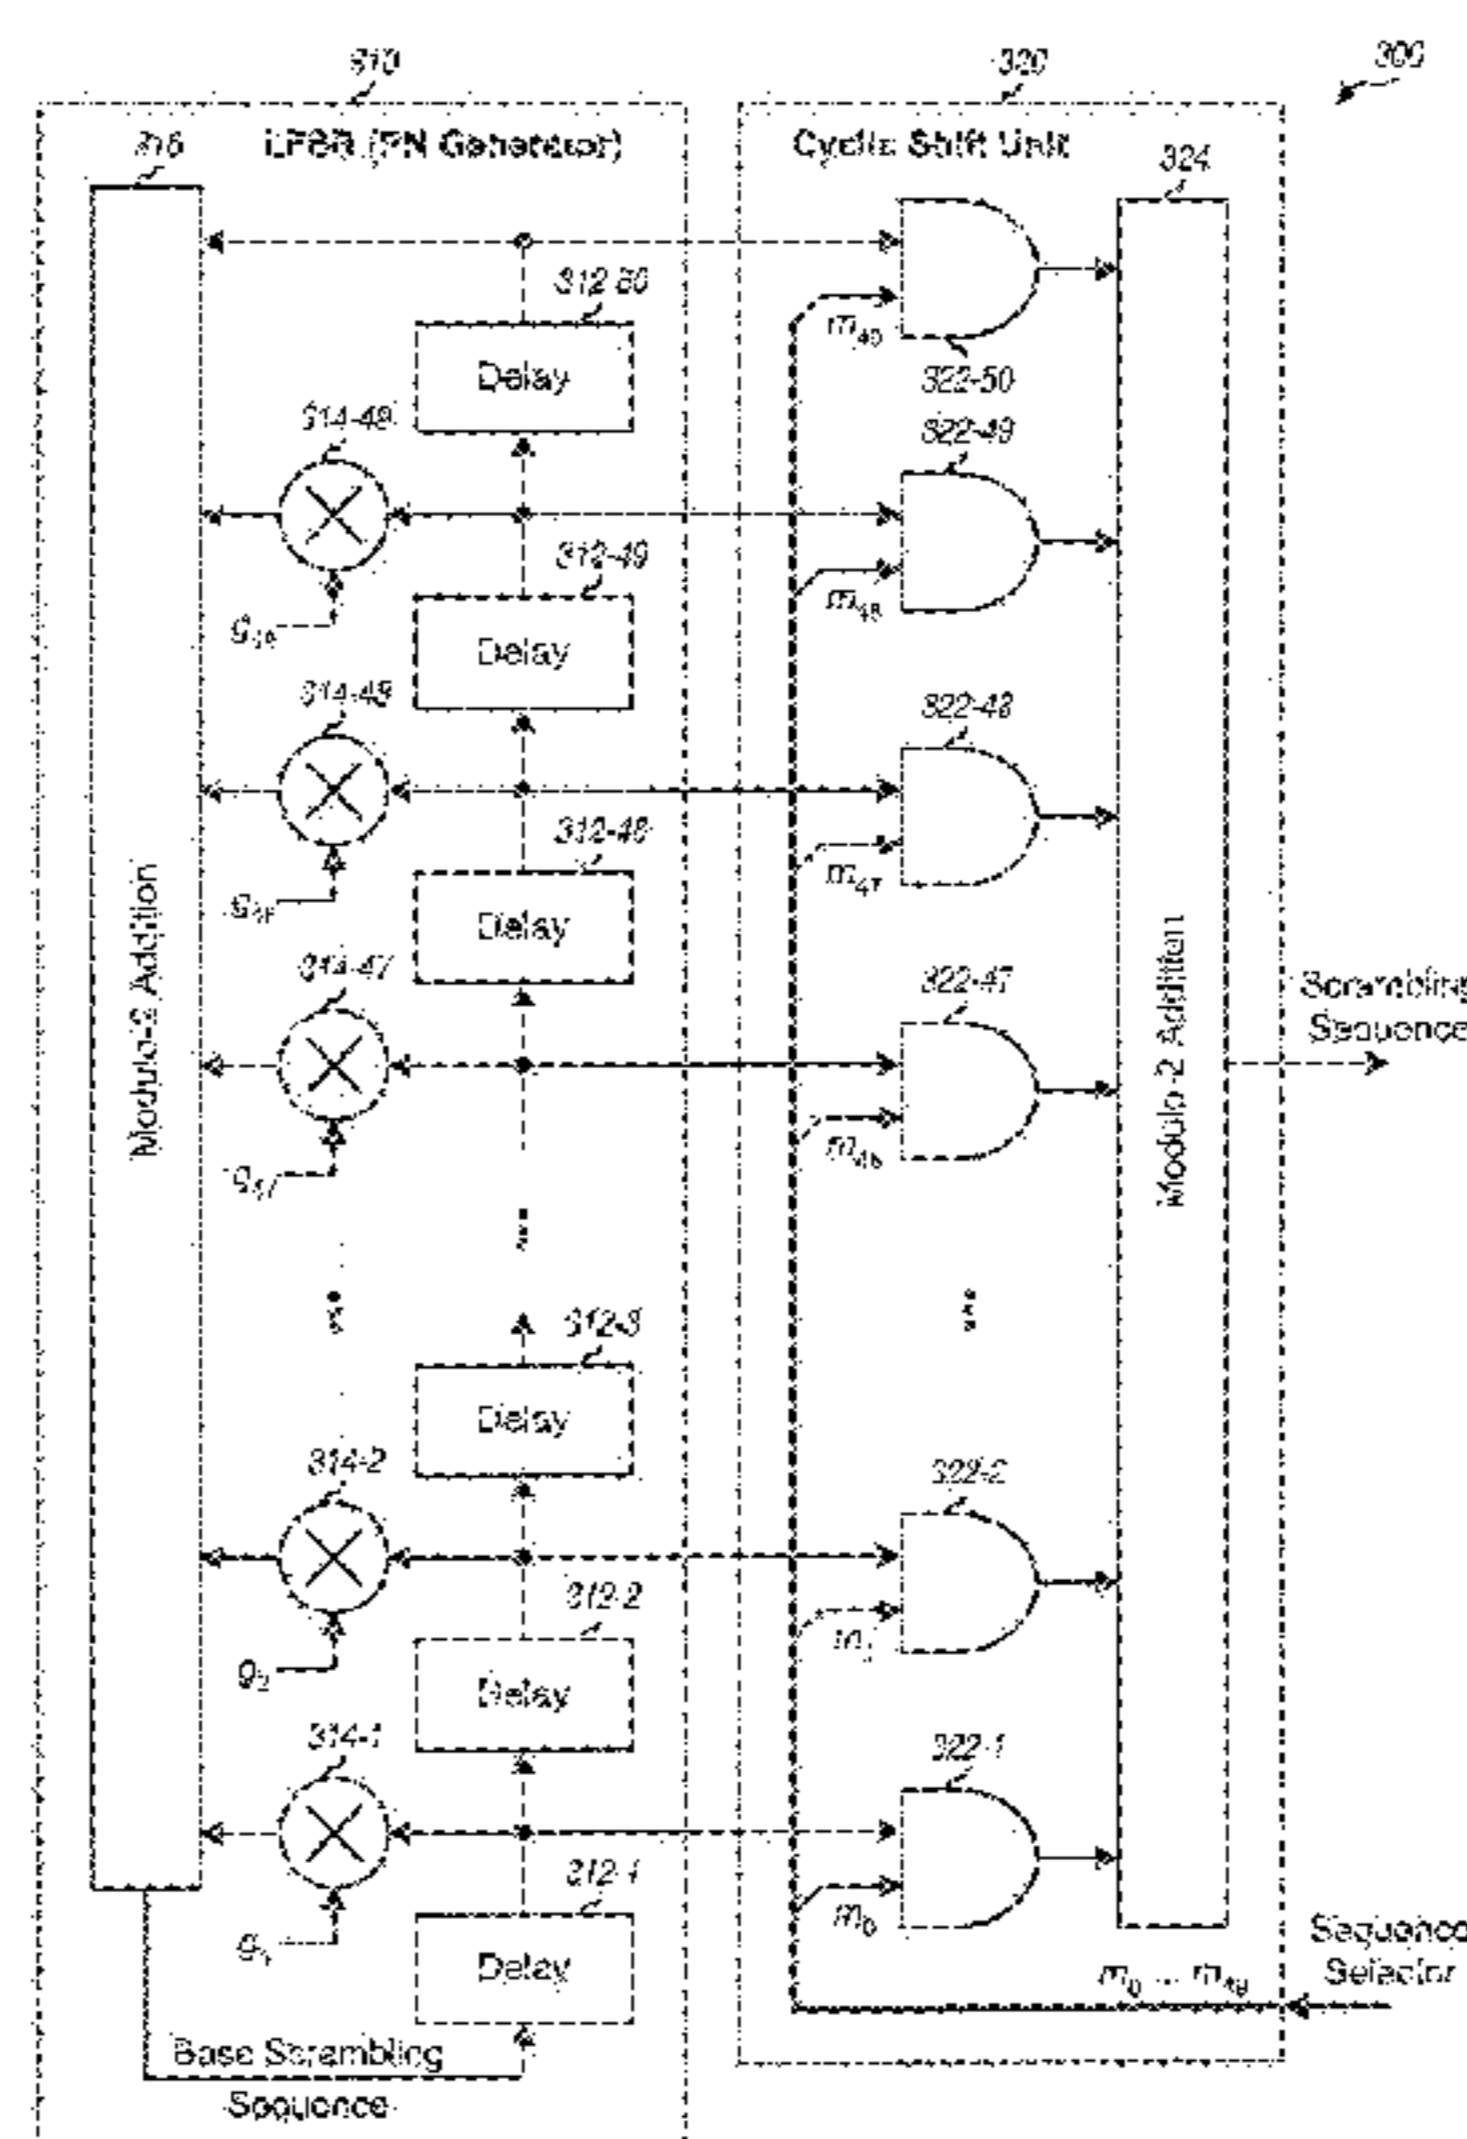 310
320
300
316
LFSR (PN Generator)
Cyclic Shift Unit
324
312-50
m49
Delay
322-50
314-49
322-49
312-49
g49
m48
Delay
314-48
322-48
312-48
g48
m47
Delay
314-47
322-47
Modulo-2 Addition
Modulo-2 Addition
Scrambling
Sequence
g47
m46
312-3
Delay
314-2
322-2
312-2
g2
m1
Delay
314-1
322-1
312-1
g1
m0
Delay
Sequence
Selector
m0 ... m49
Base Scrambling
Sequence